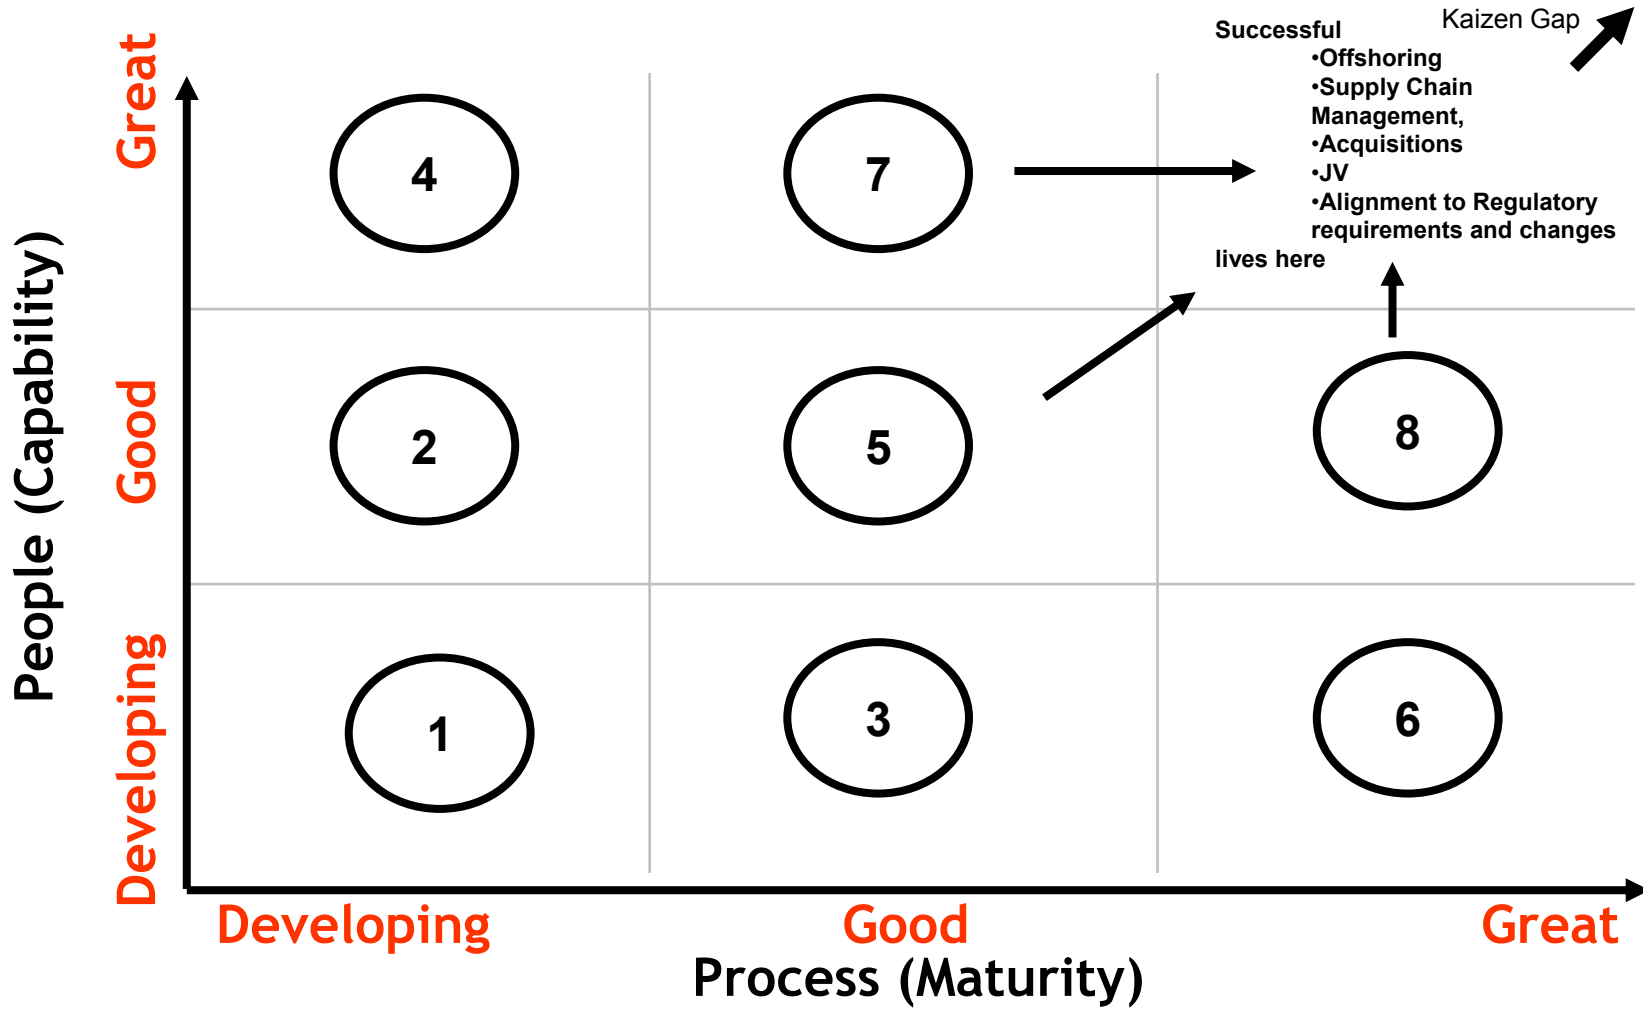 Kaizen Gap
Successful
•Offshoring
•Supply Chain
Management,
•Acquisitions
•JV
•Alignment to Regulatory
requirements and changes
lives here
People (Capability)
Great
Good
Developing
4
7
2
5
8
1
3
6
Developing
Good
Great
Process (Maturity)